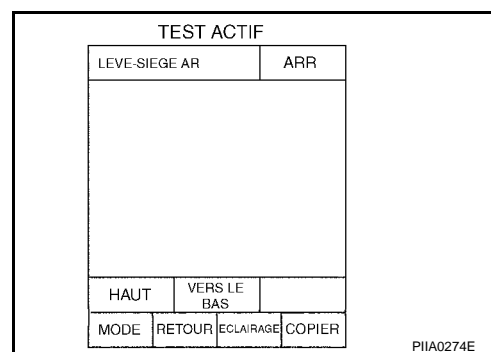 TEST ACTIF
LEVE-SIEGE AR ARR
HAUT VERS LE BAS
MODE RETOUR ECLAIRAGE COPIER
PIIA0274E